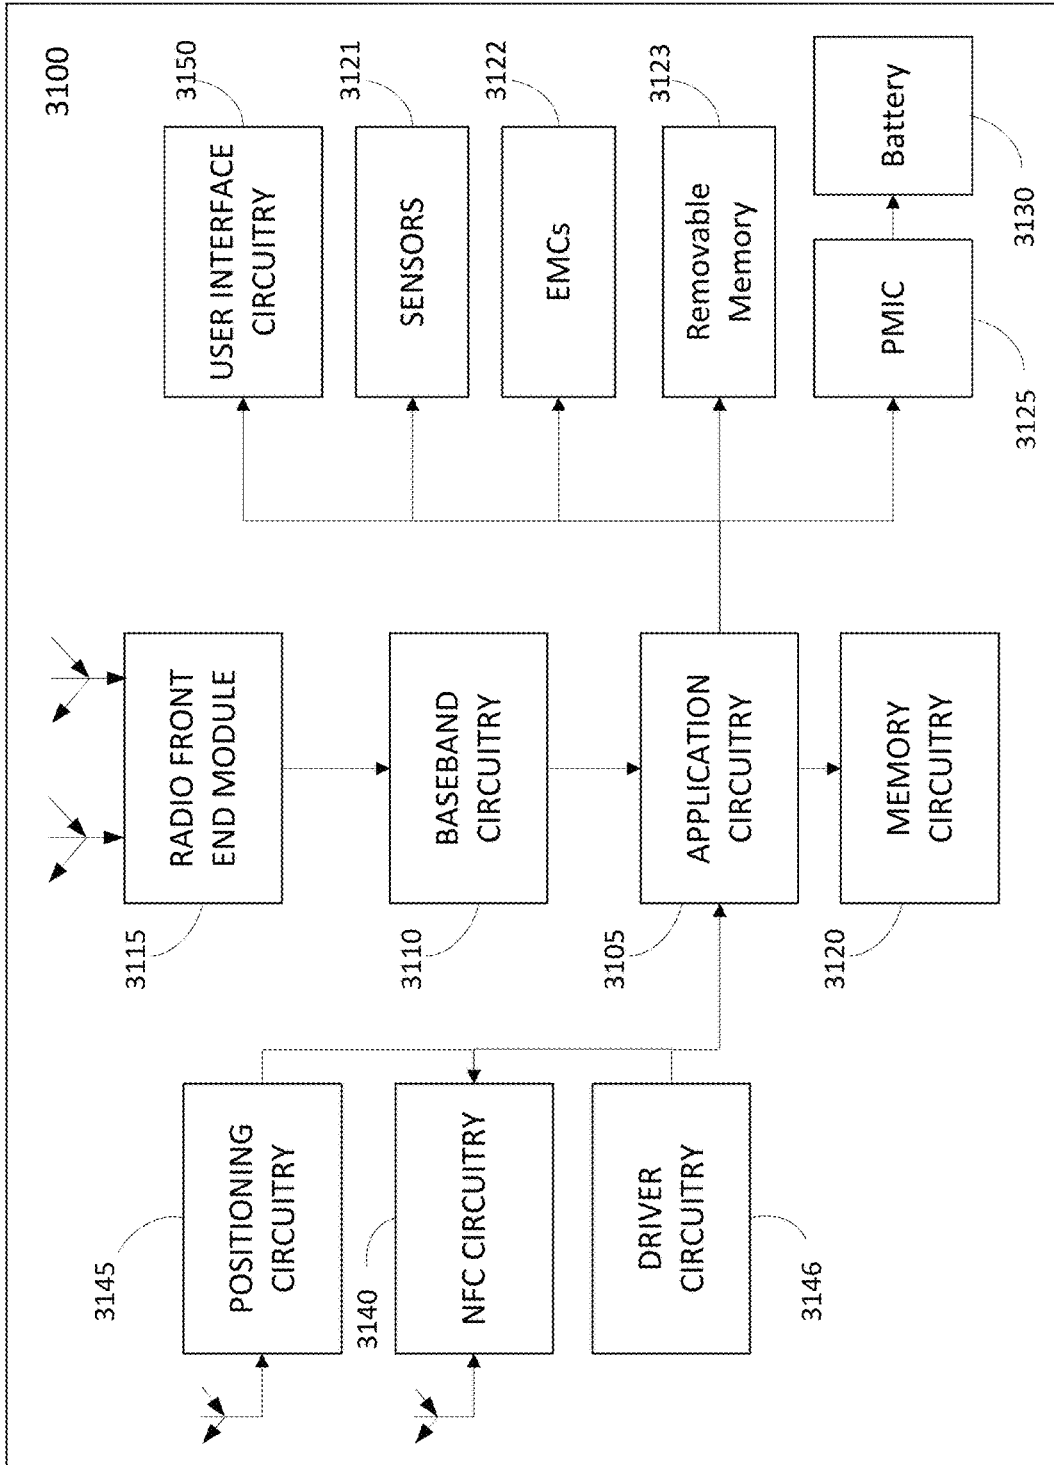 3100
3150
USER INTERFACE
CIRCUITRY
3121
SENSORS
3122
EMCs
3123
Removable
Memory
Battery
3130
PMIC
3125
RADIO FRONT
END MODULE
3115
BASEBAND
CIRCUITRY
3110
APPLICATION
CIRCUITRY
3105
MEMORY
CIRCUITRY
3120
POSITIONING
CIRCUITRY
3145
NFC CIRCUITRY
3140
DRIVER
CIRCUITRY
3146